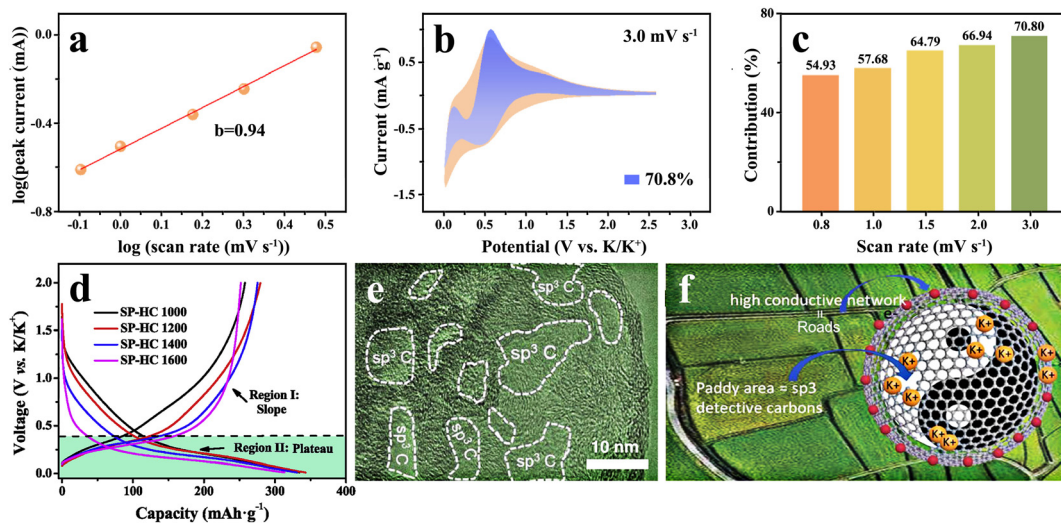 a
0.0
-0.4
-0.8
-0.1
0.0
0.1
0.2
0.3
0.4
0.5
b=0.94
log(peak current (mA))
log (scan rate (mV s⁻¹))
b
3.0 mV s⁻¹
0.5
-0.5
-1.5
0.0
0.5
1.0
1.5
2.0
2.5
3.0
70.8%
Current (mA g⁻¹)
Potential (V vs. K/K⁺)
c
80
60
40
20
0
54.93
57.68
64.79
66.94
70.80
0.8
1.0
1.5
2.0
3.0
Contribution (%)
Scan rate (mV s⁻¹)
d
2.0
1.5
1.0
0.5
0.0
0
100
200
300
400
SP-HC 1000
SP-HC 1200
SP-HC 1400
SP-HC 1600
Region I:
Slope
Region II: Plateau
Voltage (V vs. K/K⁺)
Capacity (mAh·g⁻¹)
e
sp³ C
sp³ C
sp³ C
sp³ C
sp³ C
sp³ C
10 nm
f
high conductive network
=
Roads
e
Paddy area = sp3
detective carbons
K+
K+
K+
K+
K+
K+
K+
K+
K+
K+